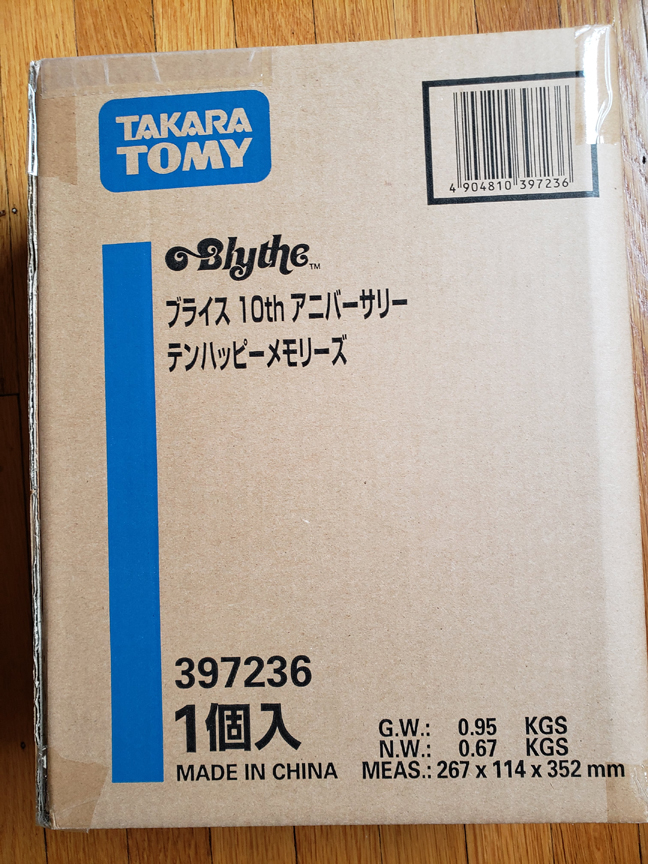 TAKARA
TOMY
4 904810 397236
Blythe™
ブライス 10th アニバーサリー
テンハッピーメモリーズ
397236
1個入
MADE IN CHINA
G.W.: 0.95 KGS
N.W.: 0.67 KGS
MEAS.: 267 x 114 x 352 mm